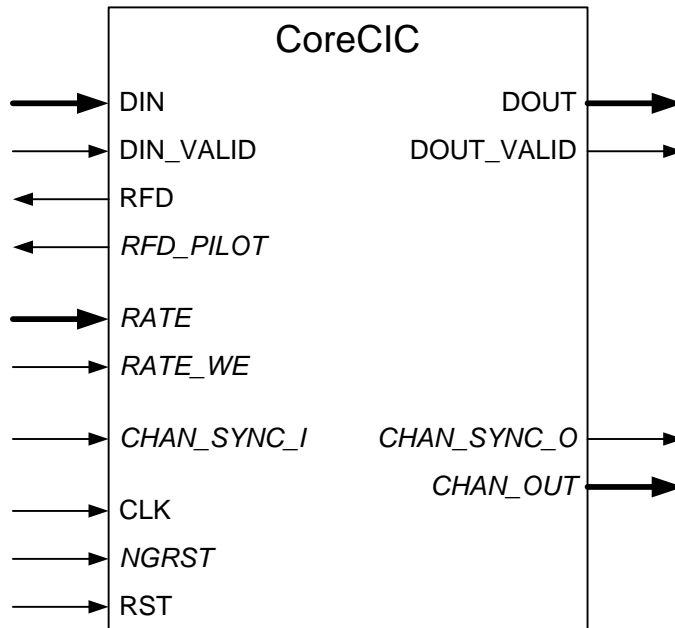 CoreCIC
DIN DOUT
DIN_VALID DOUT_VALID
RFD
RFD_PILOT
RATE
RATE_WE
CHAN_SYNC_I CHAN_SYNC_O
CHAN_OUT
CLK
NGRST
RST